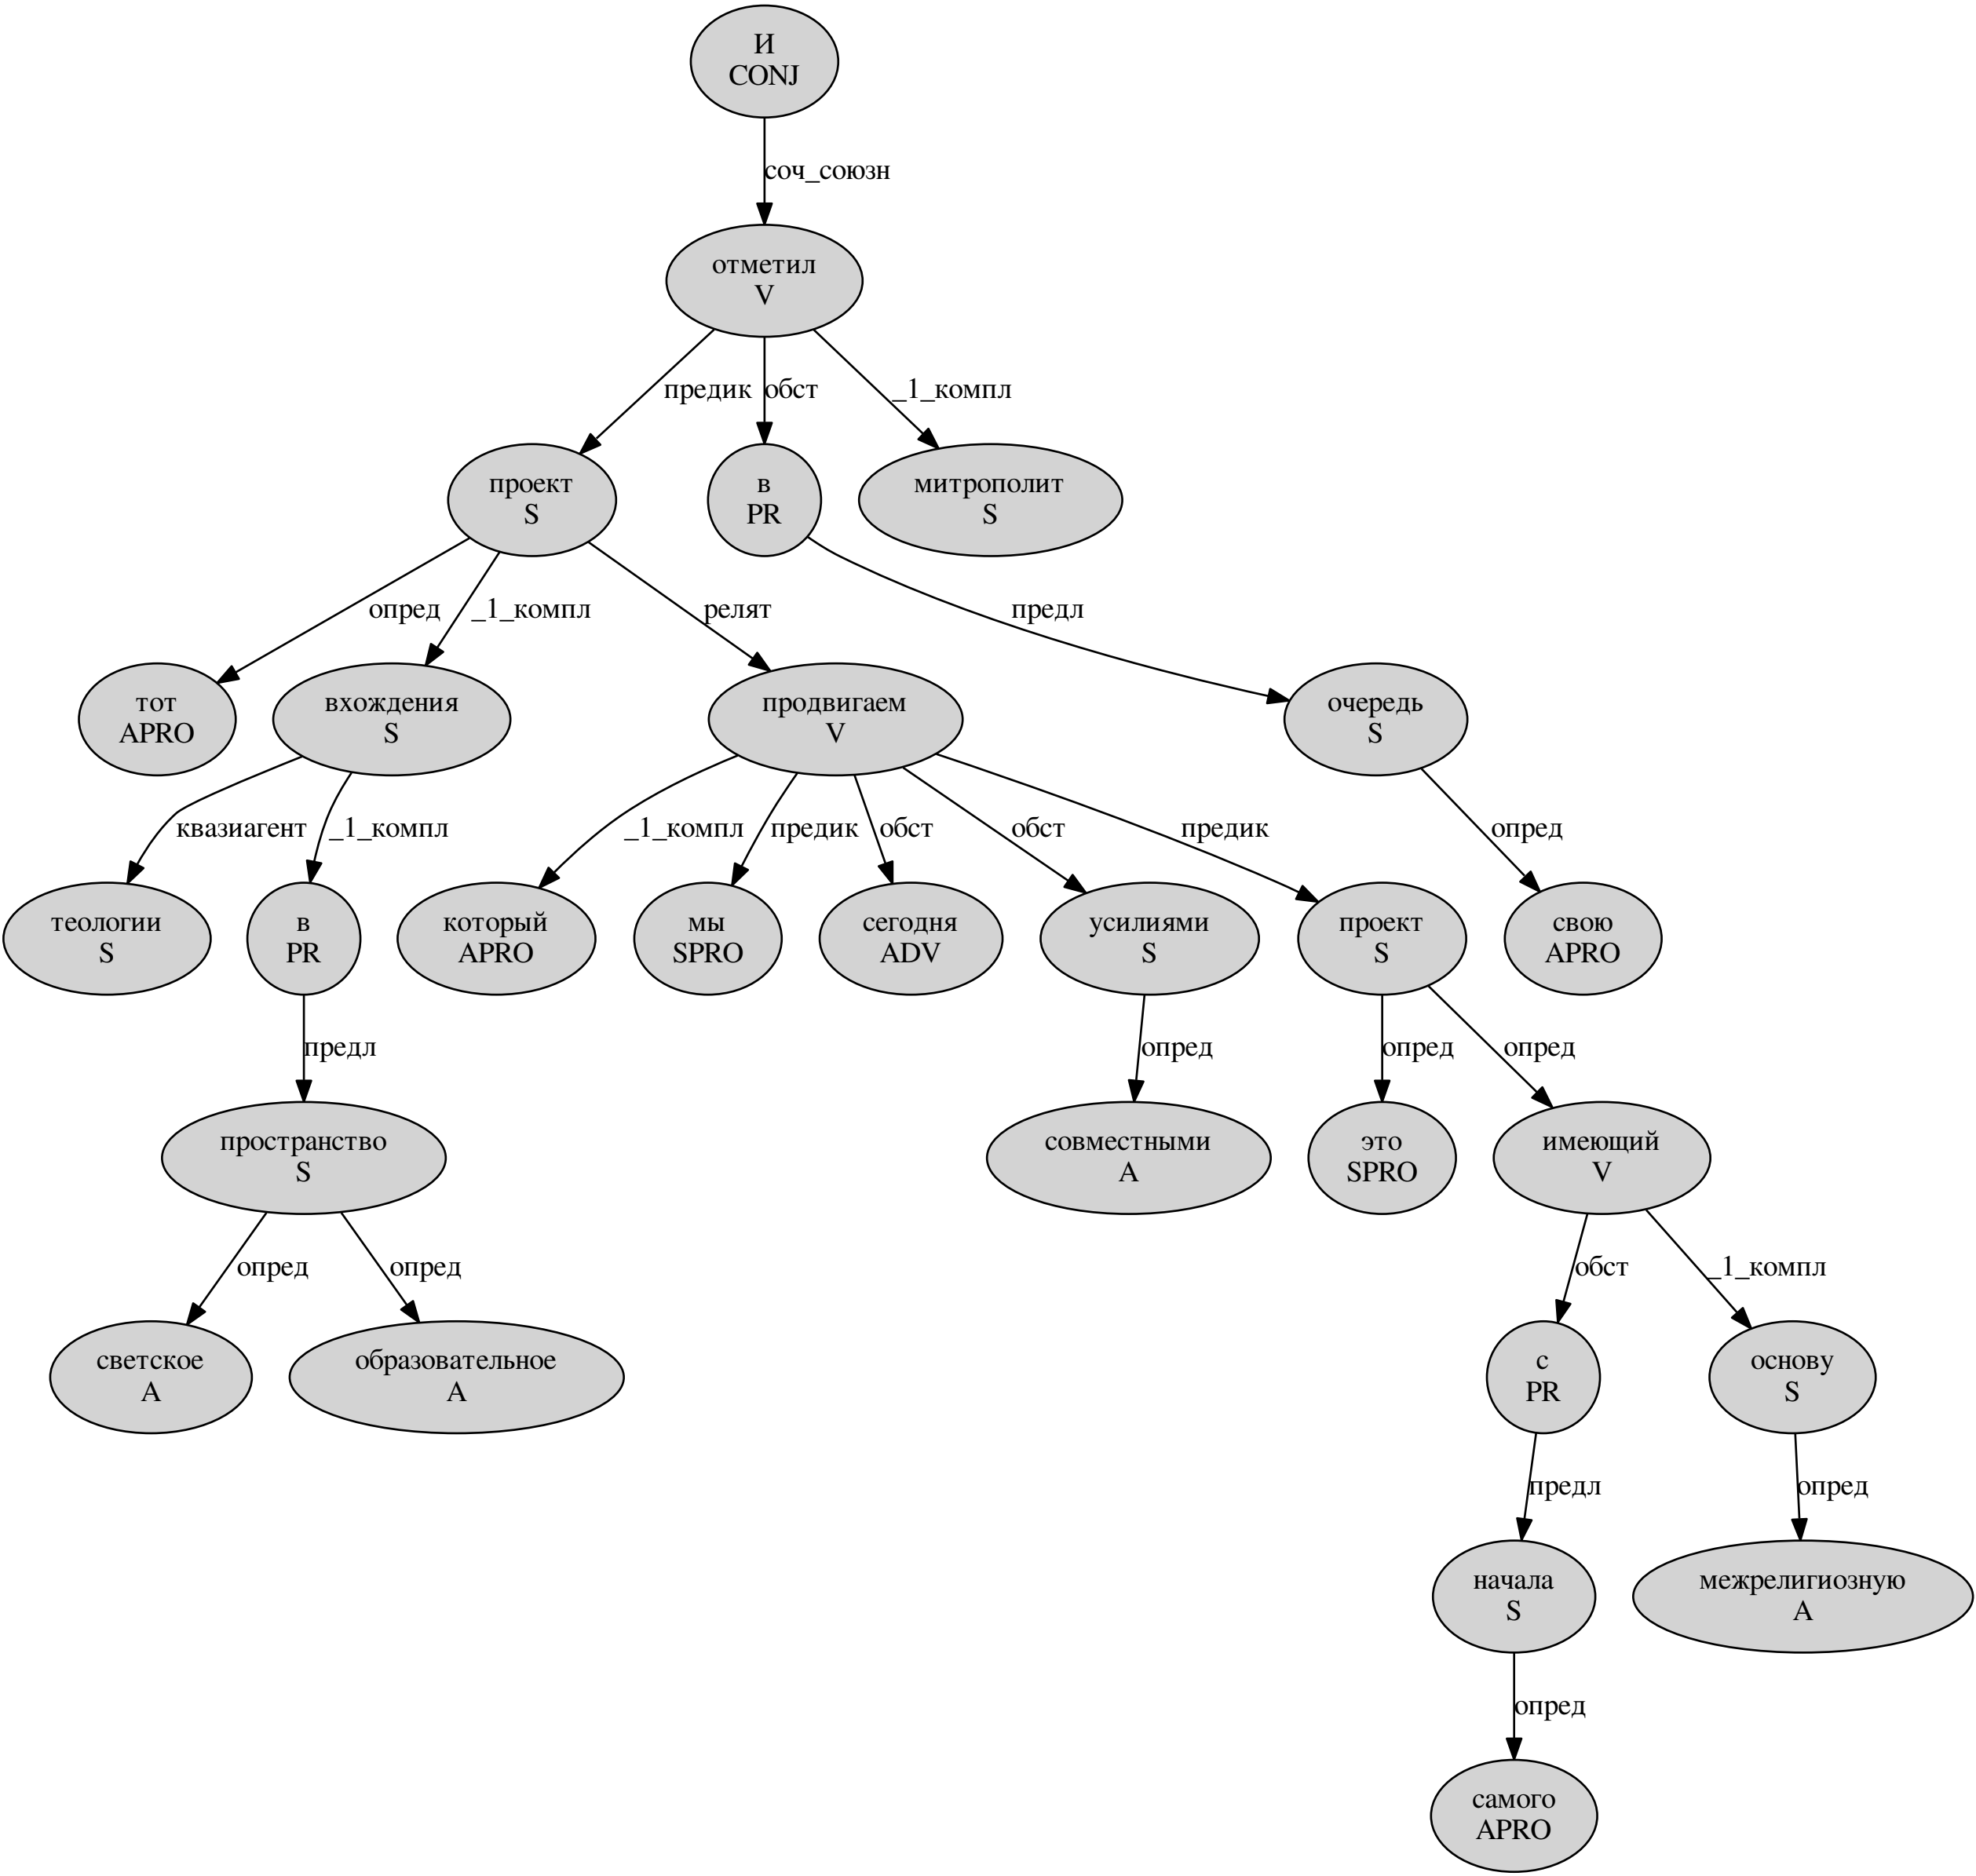 И
CONJ
соч_союзн
отметил
V
предик
обст
_1_компл
проект
S
в
PR
митрополит
S
опред
_1_компл
релят
предл
тот
APRO
вхождения
S
продвигаем
V
очередь
S
квазиагент
_1_компл
_1_компл
предик
обст
обст
предик
опред
теологии
S
в
PR
который
APRO
мы
SPRO
сегодня
ADV
усилиями
S
проект
S
свою
APRO
предл
опред
опред
опред
пространство
S
совместными
A
это
SPRO
имеющий
V
опред
опред
обст
_1_компл
светское
A
образовательное
A
с
PR
основу
S
предл
опред
начала
S
межрелигиозную
A
опред
самого
APRO